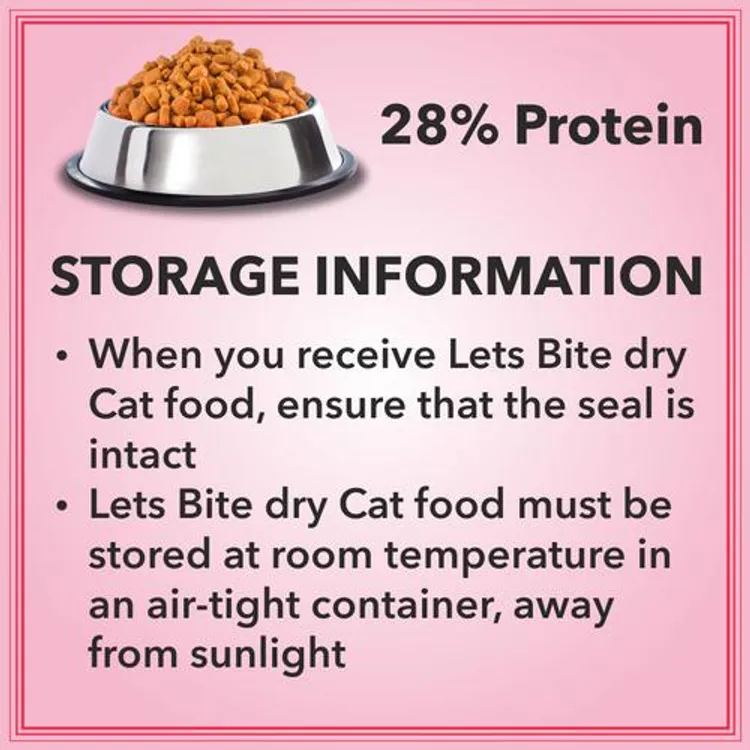 28% Protein
STORAGE INFORMATION
• When you receive Lets Bite dry
Cat food, ensure that the seal is
intact
• Lets Bite dry Cat food must be
stored at room temperature in
an air-tight container, away
from sunlight